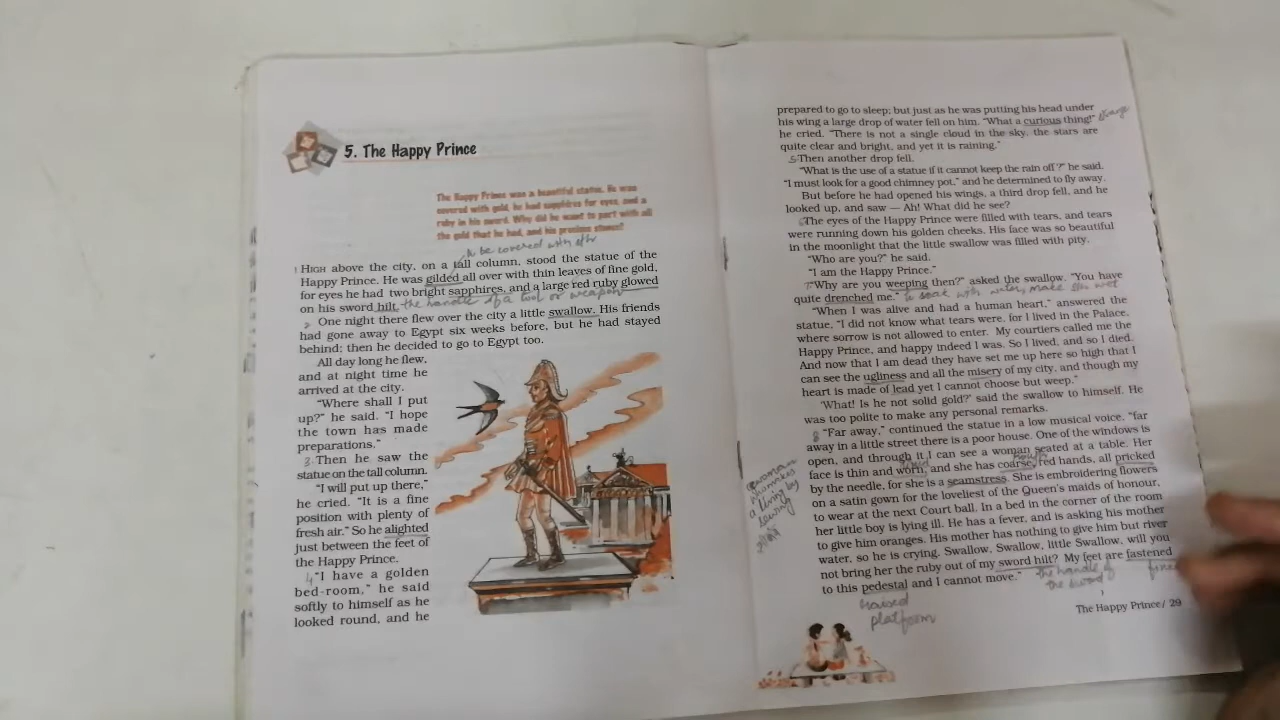 5. The Happy Prince
The Happy Prince was a beautiful statue. He was
covered with gold, he had sapphires for eyes, and a
ruby in his sword. Why did he want to part with all
the gold that he had, and his precious stones?
to be covered with
1 HIGH above the city, on a tall column, stood the statue of the
Happy Prince. He was gilded all over with thin leaves of fine gold,
for eyes he had two bright sapphires, and a large red ruby glowed
on his sword hilt. the handle of a tool or weapon
2 One night there flew over the city a little swallow. His friends
had gone away to Egypt six weeks before, but he had stayed
behind; then he decided to go to Egypt too.
All day long he flew,
and at night time he
arrived at the city.
“Where shall I put
up?” he said. “I hope
the town has made
preparations.”
3 Then he saw the
statue on the tall column.
“I will put up there,”
he cried. “It is a fine
position with plenty of
fresh air.” So he alighted
just between the feet of
the Happy Prince.
4 “I have a golden
bed-room,” he said
softly to himself as he
looked round, and he
prepared to go to sleep; but just as he was putting his head under
his wing a large drop of water fell on him. “What a curious thing!” strange
he cried. “There is not a single cloud in the sky, the stars are
quite clear and bright, and yet it is raining.”
5 Then another drop fell.
“What is the use of a statue if it cannot keep the rain off?” he said.
“I must look for a good chimney pot,” and he determined to fly away.
But before he had opened his wings, a third drop fell, and he
looked up, and saw — Ah! What did he see?
The eyes of the Happy Prince were filled with tears, and tears
were running down his golden cheeks. His face was so beautiful
in the moonlight that the little swallow was filled with pity.
“Who are you?” he said.
“I am the Happy Prince.”
7 “Why are you weeping then?” asked the swallow. “You have
quite drenched me.” to soak with water, make wet
“When I was alive and had a human heart,” answered the
statue, “I did not know what tears were, for I lived in the Palace,
where sorrow is not allowed to enter. My courtiers called me the
Happy Prince, and happy indeed I was. So I lived, and so I died.
And now that I am dead they have set me up here so high that I
can see the ugliness and all the misery of my city, and though my
heart is made of lead yet I cannot choose but weep.”
‘What! Is he not solid gold?’ said the swallow to himself. He
was too polite to make any personal remarks.
8 “Far away,” continued the statue in a low musical voice, “far
away in a little street there is a poor house. One of the windows is
open, and through it I can see a woman seated at a table. Her
tired rough
face is thin and worn, and she has coarse, red hands, all pricked
by the needle, for she is a seamstress. She is embroidering flowers
on a satin gown for the loveliest of the Queen's maids of honour,
to wear at the next Court ball. In a bed in the corner of the room
her little boy is lying ill. He has a fever, and is asking his mother
to give him oranges. His mother has nothing to give him but river
water, so he is crying. Swallow, Swallow, little Swallow, will you
not bring her the ruby out of my sword hilt? My feet are fastened
to this pedestal and I cannot move.”
woman
who makes
a living by
sewing
the handle of
the sword
raised
platform
The Happy Prince/ 29